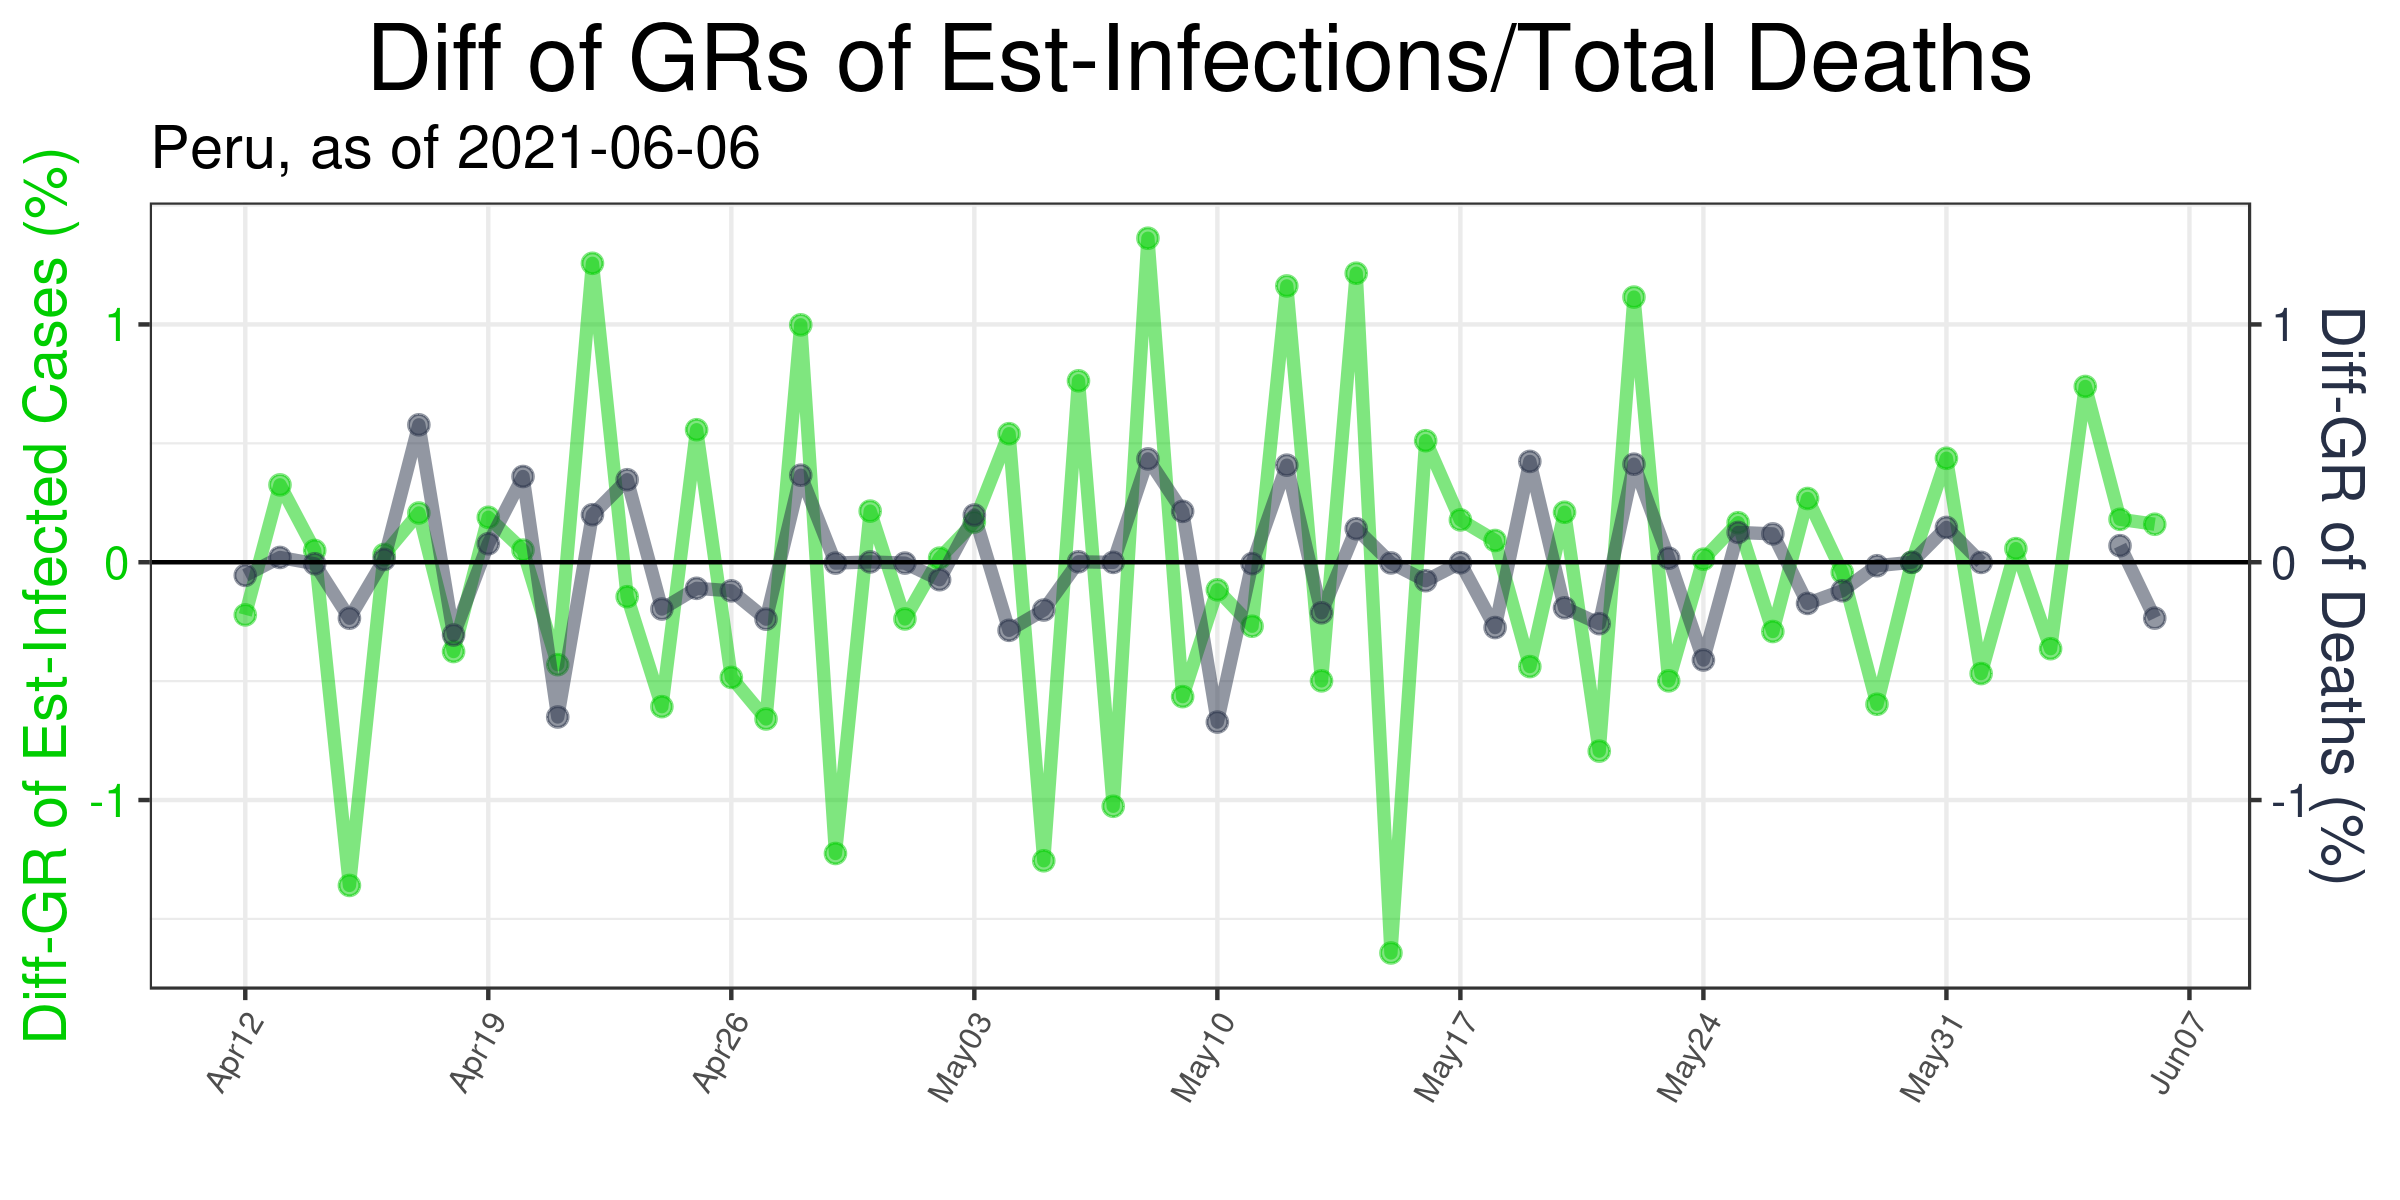 Diff of GRs of Est-Infections/Total Deaths
Peru, as of 2021-06-06
Diff-GR of Est-Infected Cases (%)
1
0
-1
1
0
-1
Diff-GR of Deaths (%)
Apr12
Apr19
Apr26
May03
May10
May17
May24
May31
Jun07